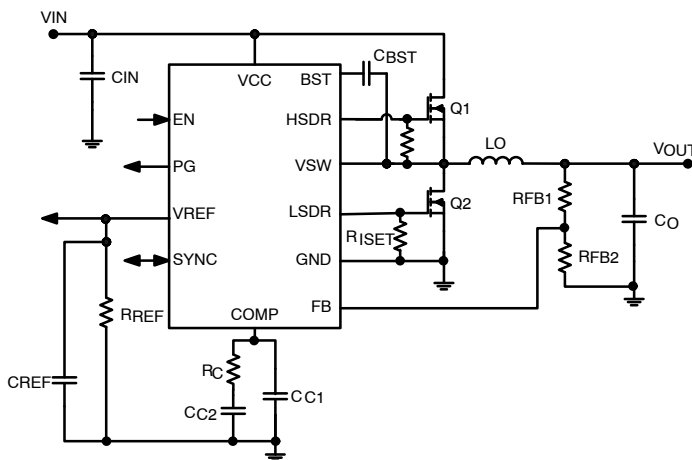 VIN
CIN
VCC
BST
CBST
EN
HSDR
Q1
PG
VSW
LO
VOUT
VREF
LSDR
Q2
RFB1
CO
RISET
SYNC
GND
RFB2
RREF
COMP
FB
CREF
RC
CC2
CC1